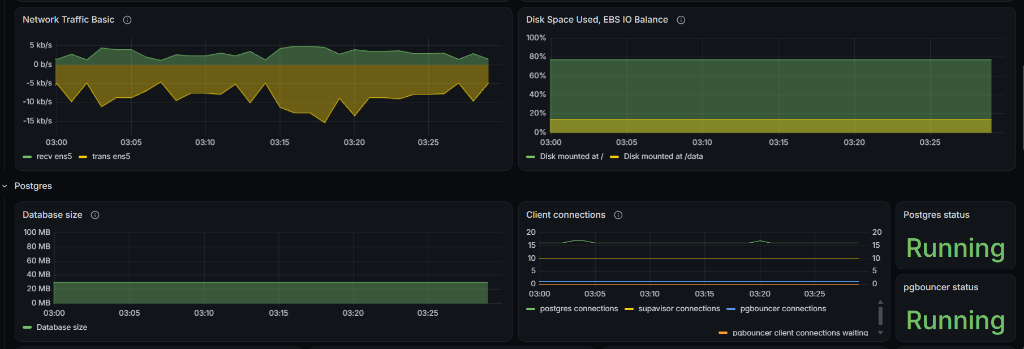 Network Traffic Basic
5 kb/s
0 b/s
-5 kb/s
-10 kb/s
-15 kb/s
03:00 03:05 03:10 03:15 03:20 03:25
recv ens5 trans ens5
Disk Space Used, EBS IO Balance
100%
80%
60%
40%
20%
0%
03:00 03:05 03:10 03:15 03:20 03:25
Disk mounted at / Disk mounted at /data
Postgres
Database size
100 MB
80 MB
60 MB
40 MB
20 MB
0 MB
03:00 03:05 03:10 03:15 03:20 03:25
Database size
Client connections
20 20
15 15
10 10
5 5
0 0
03:00 03:05 03:10 03:15 03:20 03:25
postgres connections supavisor connections pgbouncer connections
pgbouncer client connections waiting
Postgres status
Running
pgbouncer status
Running